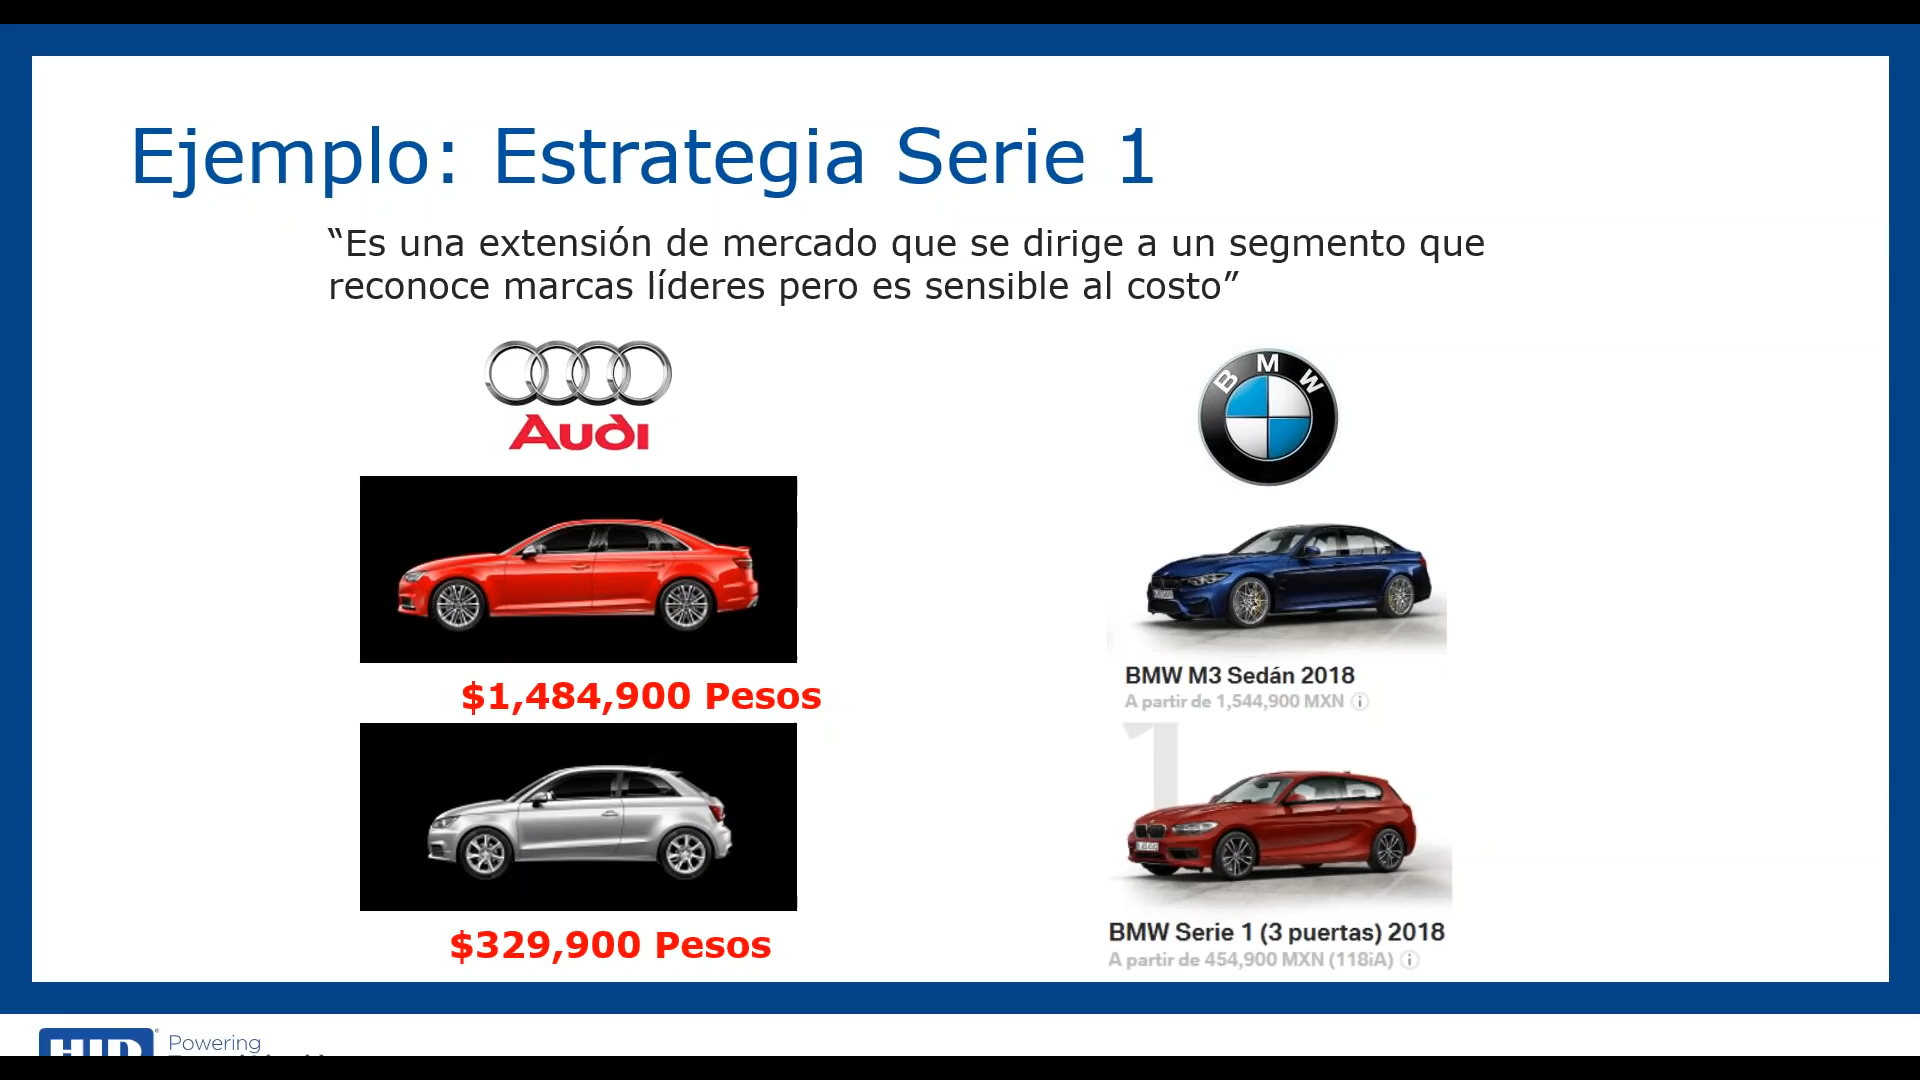 Ejemplo: Estrategia Serie 1
“Es una extensión de mercado que se dirige a un segmento que
reconoce marcas líderes pero es sensible al costo”
Audi
BMW
$1,484,900 Pesos
BMW M3 Sedán 2018
A partir de 1,544,900 MXN
1
$329,900 Pesos
BMW Serie 1 (3 puertas) 2018
A partir de 454,900 MXN (118iA)
HID
Powering